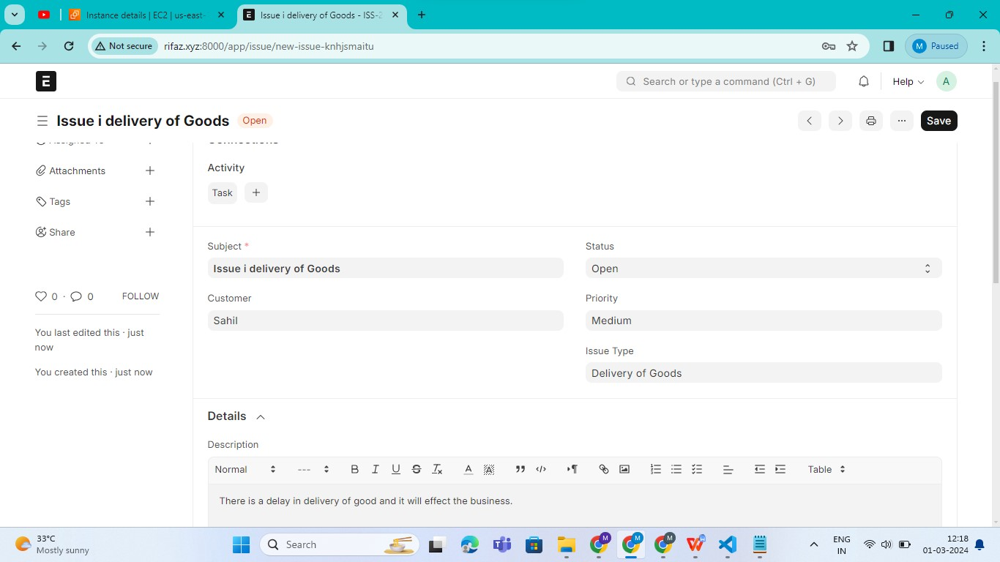 Instance details | EC2 | us-east-
Issue i delivery of Goods - ISS-2
Not secure
rifaz.xyz:8000/app/issue/new-issue-knhjsmaitu
M Paused
E
Search or type a command (Ctrl + G)
Help
A
Issue i delivery of Goods Open
Save
Assigned To
Connections
Attachments
Activity
Task
Tags
Share
Subject *
Status
Issue i delivery of Goods
Open
Customer
Priority
Sahil
Medium
0 · 0 FOLLOW
Issue Type
Delivery of Goods
You last edited this · just
now
You created this · just now
Details
Description
Normal --- B I U S Tx A A Table
There is a delay in delivery of good and it will effect the business.
33°C
Mostly sunny
Search
M
M
M
W
ENG
IN
12:18
01-03-2024